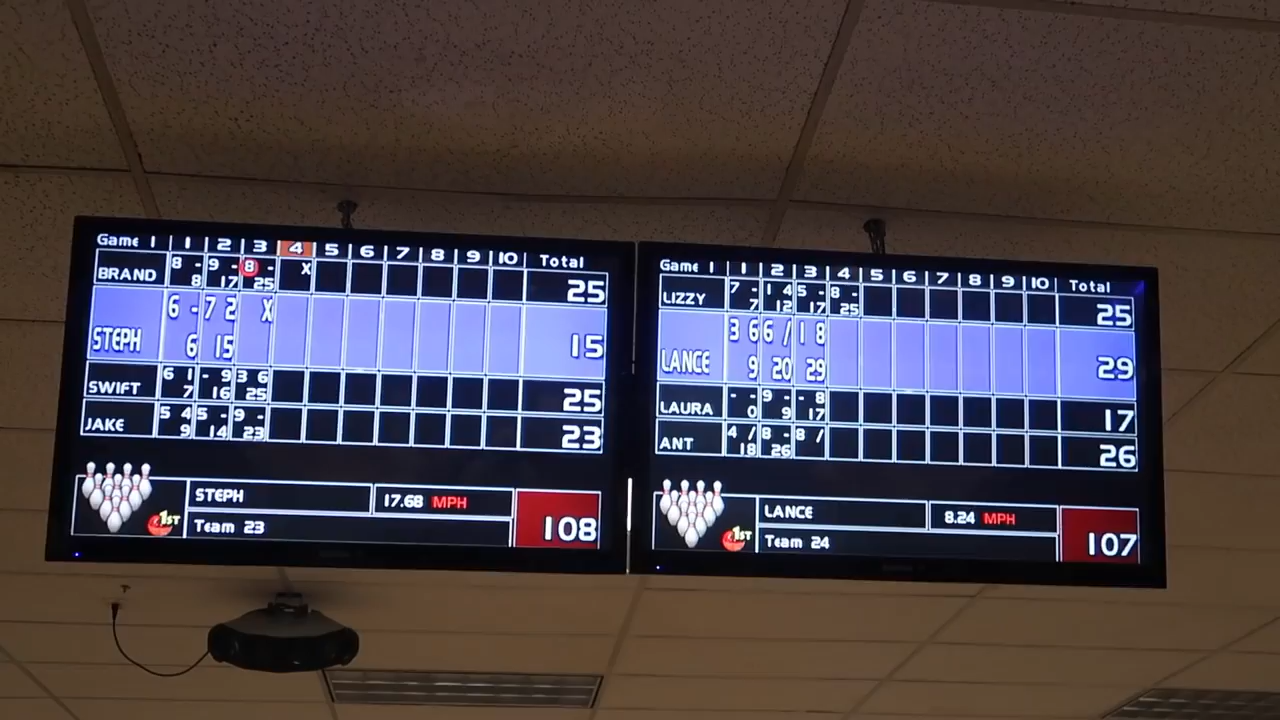 Game 1 1 2 3 4 5 6 7 8 9 10 Total
BRAND 8 - 9 - 8 - X
8 17 25 25
6 - 7 2 X
STEPH 6 15 15
SWIFT 6 1 - 9 3 6
7 16 25 25
JAKE 5 4 5 - 9 -
9 14 23 23
STEPH 17.68 MPH
1ST Team 23 108
Game 1 1 2 3 4 5 6 7 8 9 10 Total
LIZZY 7 - 1 4 5 - 8 -
7 12 17 25 25
3 6 6 / 1 8
LANCE 9 20 29 29
LAURA - - 9 - - 8
0 9 17 17
ANT 4 / 8 - 8 /
18 26 26
LANCE 8.24 MPH
1ST Team 24 107